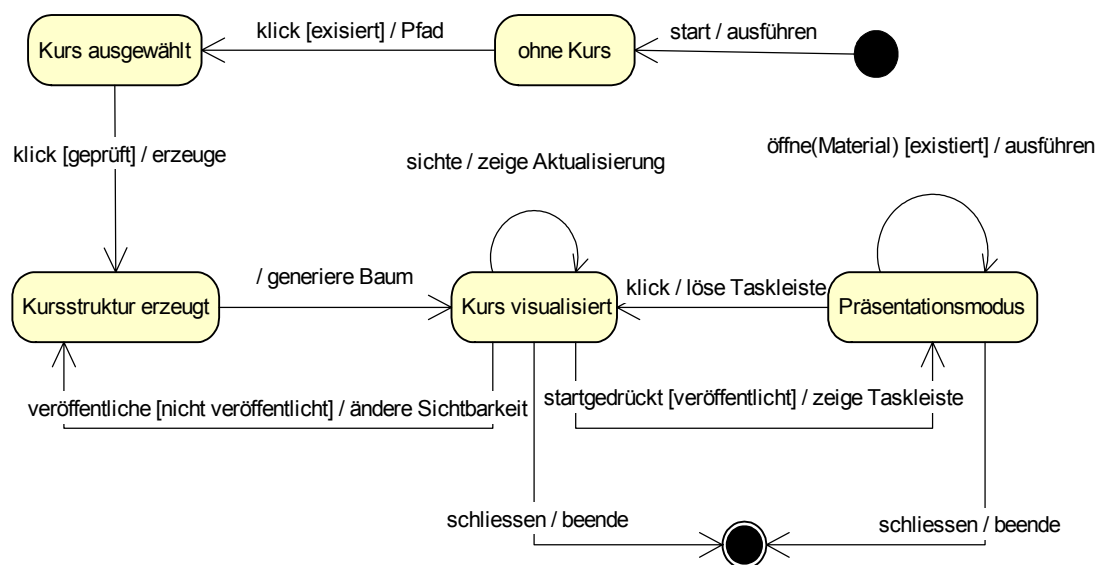 klick [exisiert] / Pfad
start / ausführen
Kurs ausgewählt
ohne Kurs
öffne(Material) [existiert] / ausführen
klick [geprüft] / erzeuge
sichte / zeige Aktualisierung
/ generiere Baum
klick / löse Taskleiste
Kursstruktur erzeugt
Kurs visualisiert
Präsentationsmodus
veröffentliche [nicht veröffentlicht] / ändere Sichtbarkeit
startgedrückt [veröffentlicht] / zeige Taskleiste
schliessen / beende
schliessen / beende